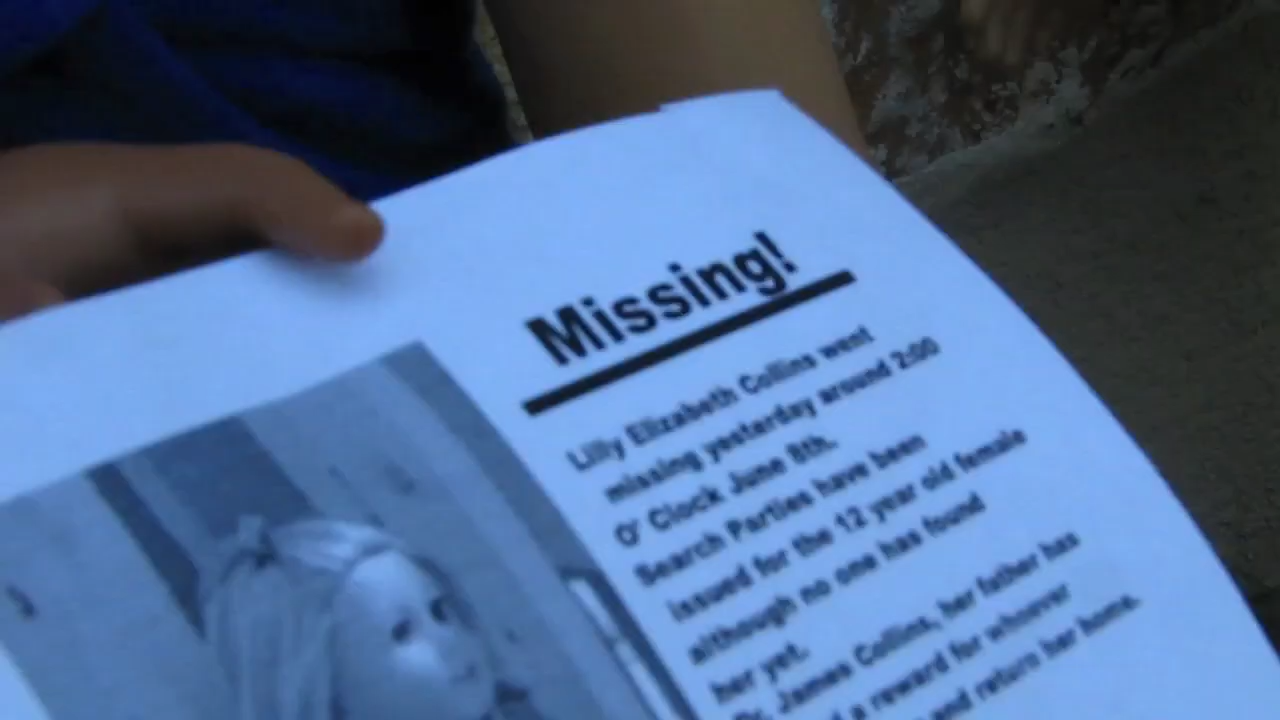 Missing!
Lilly Elizabeth Collins went
missing yesterday around 2:00
O' Clock June 8th.
Search Parties have been
issued for the 12 year old female
although no one has found
her yet.
Dr. James Collins, her father has
a reward for whoever
and return her home.